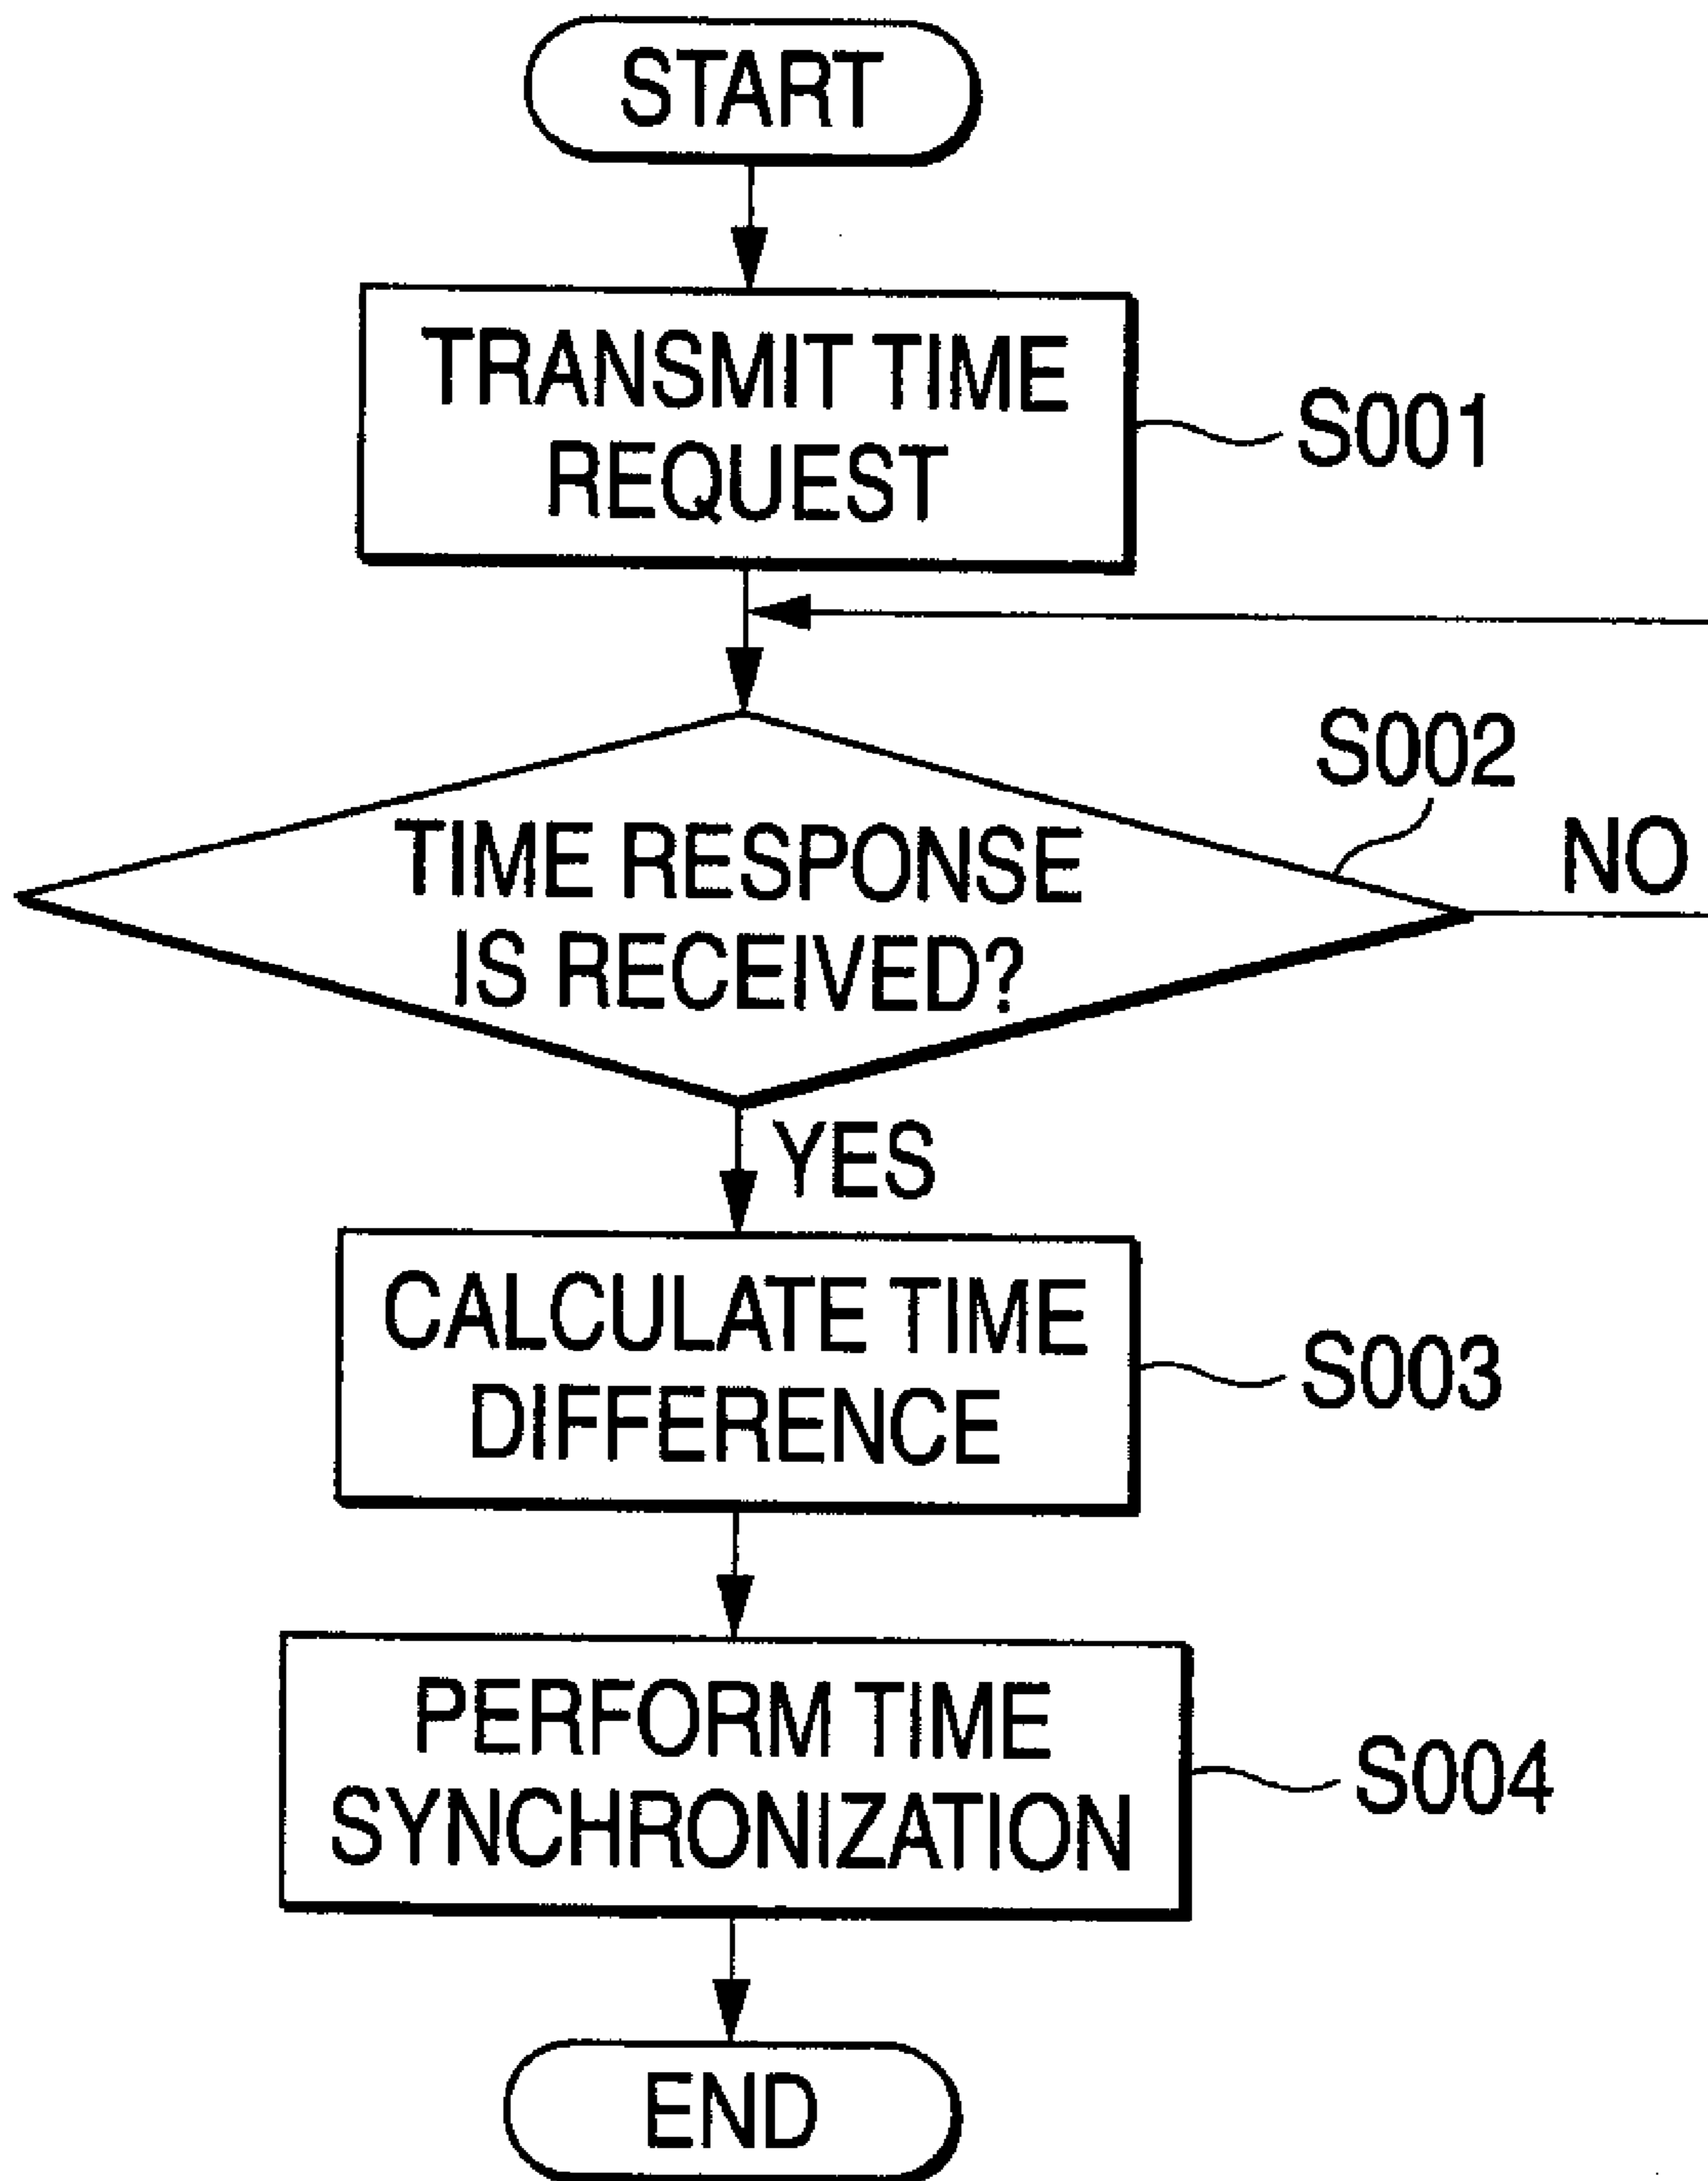 START
TRANSMIT TIME
REQUEST
S001
S002
NO
TIME RESPONSE
IS RECEIVED?
YES
CALCULATE TIME
DIFFERENCE
S003
PERFORM TIME
SYNCHRONIZATION
S004
END